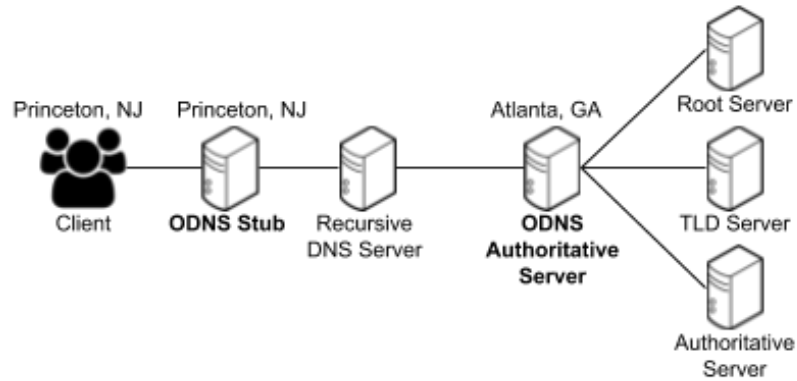 Princeton, NJ
Client
Princeton, NJ
ODNS Stub
Recursive
DNS Server
Atlanta, GA
ODNS
Authoritative
Server
Root Server
TLD Server
Authoritative
Server